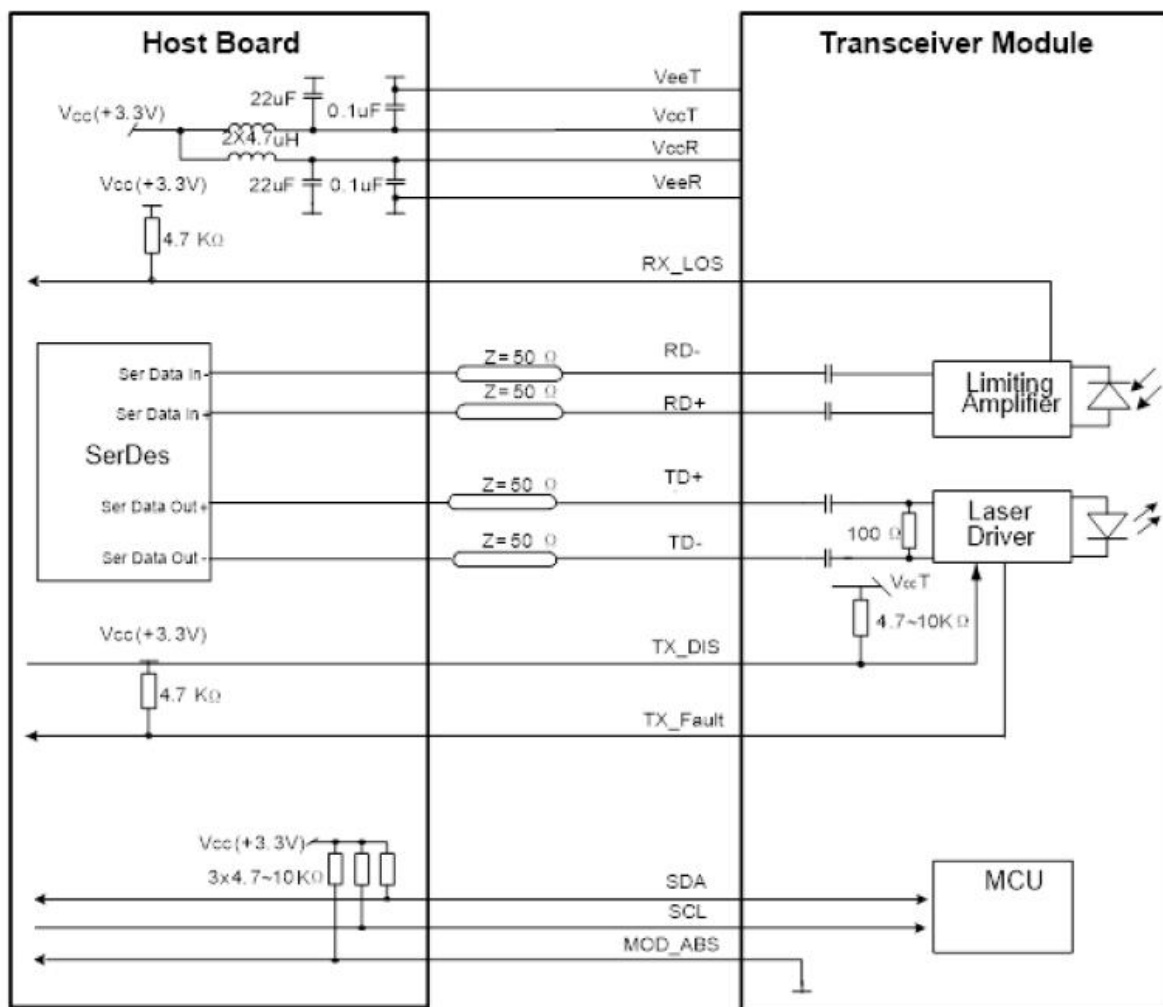 Host Board
Transceiver Module
VeeT
22uF
0.1uF
Vcc(+3.3V)
VccT
2X4.7uH
VccR
Vcc(+3.3V)
22uF
0.1uF
VeeR
4.7 KΩ
RX_LOS
Z=50 Ω
RD-
Ser Data In -
Z=50 Ω
Limiting
Amplifier
Ser Data In +
RD+
SerDes
Z=50 Ω
TD+
Ser Data Out +
Laser
Driver
Z=50 Ω
TD-
100 Ω
Ser Data Out -
VccT
4.7~10KΩ
Vcc(+3.3V)
TX_DIS
4.7 KΩ
TX_Fault
Vcc(+3.3V)
3x4.7~10KΩ
SDA
MCU
SCL
MOD_ABS